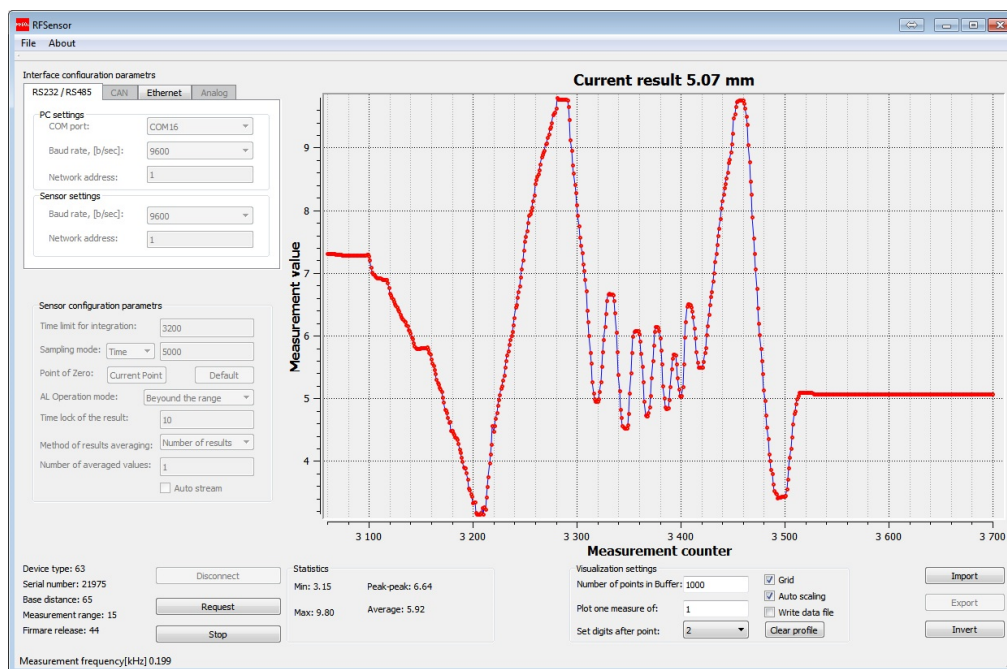 RFSensor
File About
Interface configuration parametrs
RS232 / RS485 CAN Ethernet Analog
PC settings
COM port: COM16
Baud rate, [b/sec]: 9600
Network address: 1
Sensor settings
Baud rate, [b/sec]: 9600
Network address: 1
Sensor configuration parametrs
Time limit for integration: 3200
Sampling mode: Time 5000
Point of Zero: Current Point Default
AL Operation mode: Beyound the range
Time lock of the result: 10
Method of results averaging: Number of results
Number of averaged values: 1
Auto stream
Current result 5.07 mm
Measurement value
9
8
7
6
5
4
3 100 3 200 3 300 3 400 3 500 3 600 3 700
Measurement counter
Device type: 63
Serial number: 21975
Base distance: 65
Measurement range: 15
Firmare release: 44
Disconnect
Request
Stop
Statistics
Min: 3.15 Peak-peak: 6.64
Max: 9.80 Average: 5.92
Visualization settings
Number of points in Buffer: 1000
Plot one measure of: 1
Set digits after point: 2
Grid
Auto scaling
Write data file
Clear profile
Import
Export
Invert
Measurement frequency[kHz] 0.199